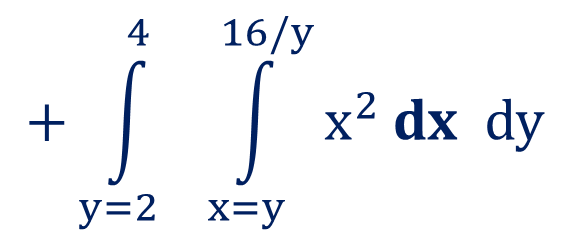 4 16/y
+ ∫ ∫ x² dx dy
y=2 x=y